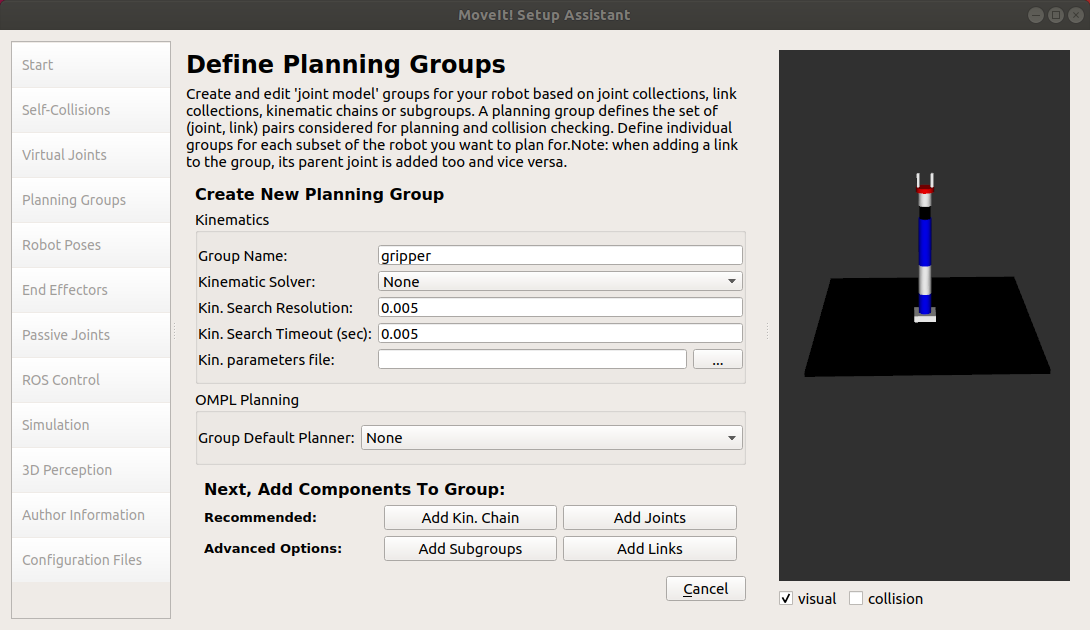 MoveIt! Setup Assistant
Start
Self-Collisions
Virtual Joints
Planning Groups
Robot Poses
End Effectors
Passive Joints
ROS Control
Simulation
3D Perception
Author Information
Configuration Files
Define Planning Groups
Create and edit 'joint model' groups for your robot based on joint collections, link
collections, kinematic chains or subgroups. A planning group defines the set of
(joint, link) pairs considered for planning and collision checking. Define individual
groups for each subset of the robot you want to plan for.Note: when adding a link
to the group, its parent joint is added too and vice versa.
Create New Planning Group
Kinematics
Group Name: gripper
Kinematic Solver: None
Kin. Search Resolution: 0.005
Kin. Search Timeout (sec): 0.005
Kin. parameters file: ...
OMPL Planning
Group Default Planner: None
Next, Add Components To Group:
Recommended: Add Kin. Chain Add Joints
Advanced Options: Add Subgroups Add Links
Cancel
visual collision